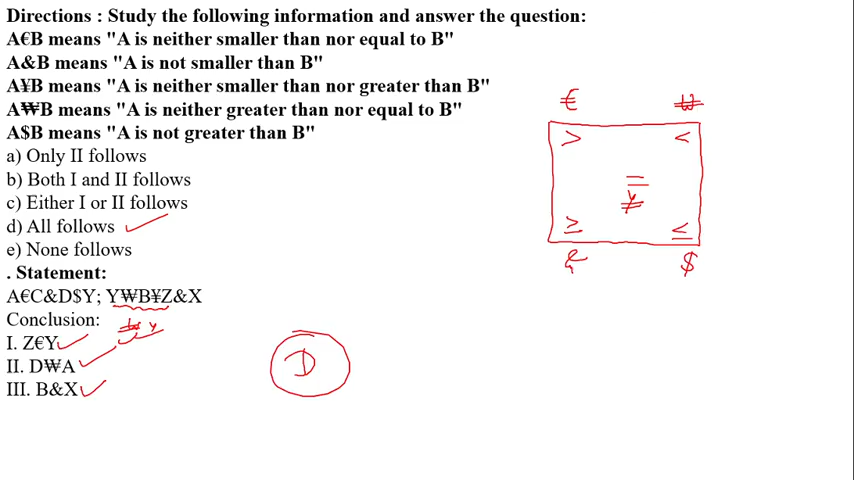 Directions : Study the following information and answer the question:
A€B means "A is neither smaller than nor equal to B"
A&B means "A is not smaller than B"
A¥B means "A is neither smaller than nor greater than B"
A₩B means "A is neither greater than nor equal to B"
A$B means "A is not greater than B"
a) Only II follows
b) Both I and II follows
c) Either I or II follows
d) All follows
e) None follows
. Statement:
A€C&D$Y; Y₩B¥Z&X
Conclusion:
₩ ¥
I. Z€Y
II. D₩A
III. B&X
D
€ ₩
> <
=
¥
≥ ≤
& $